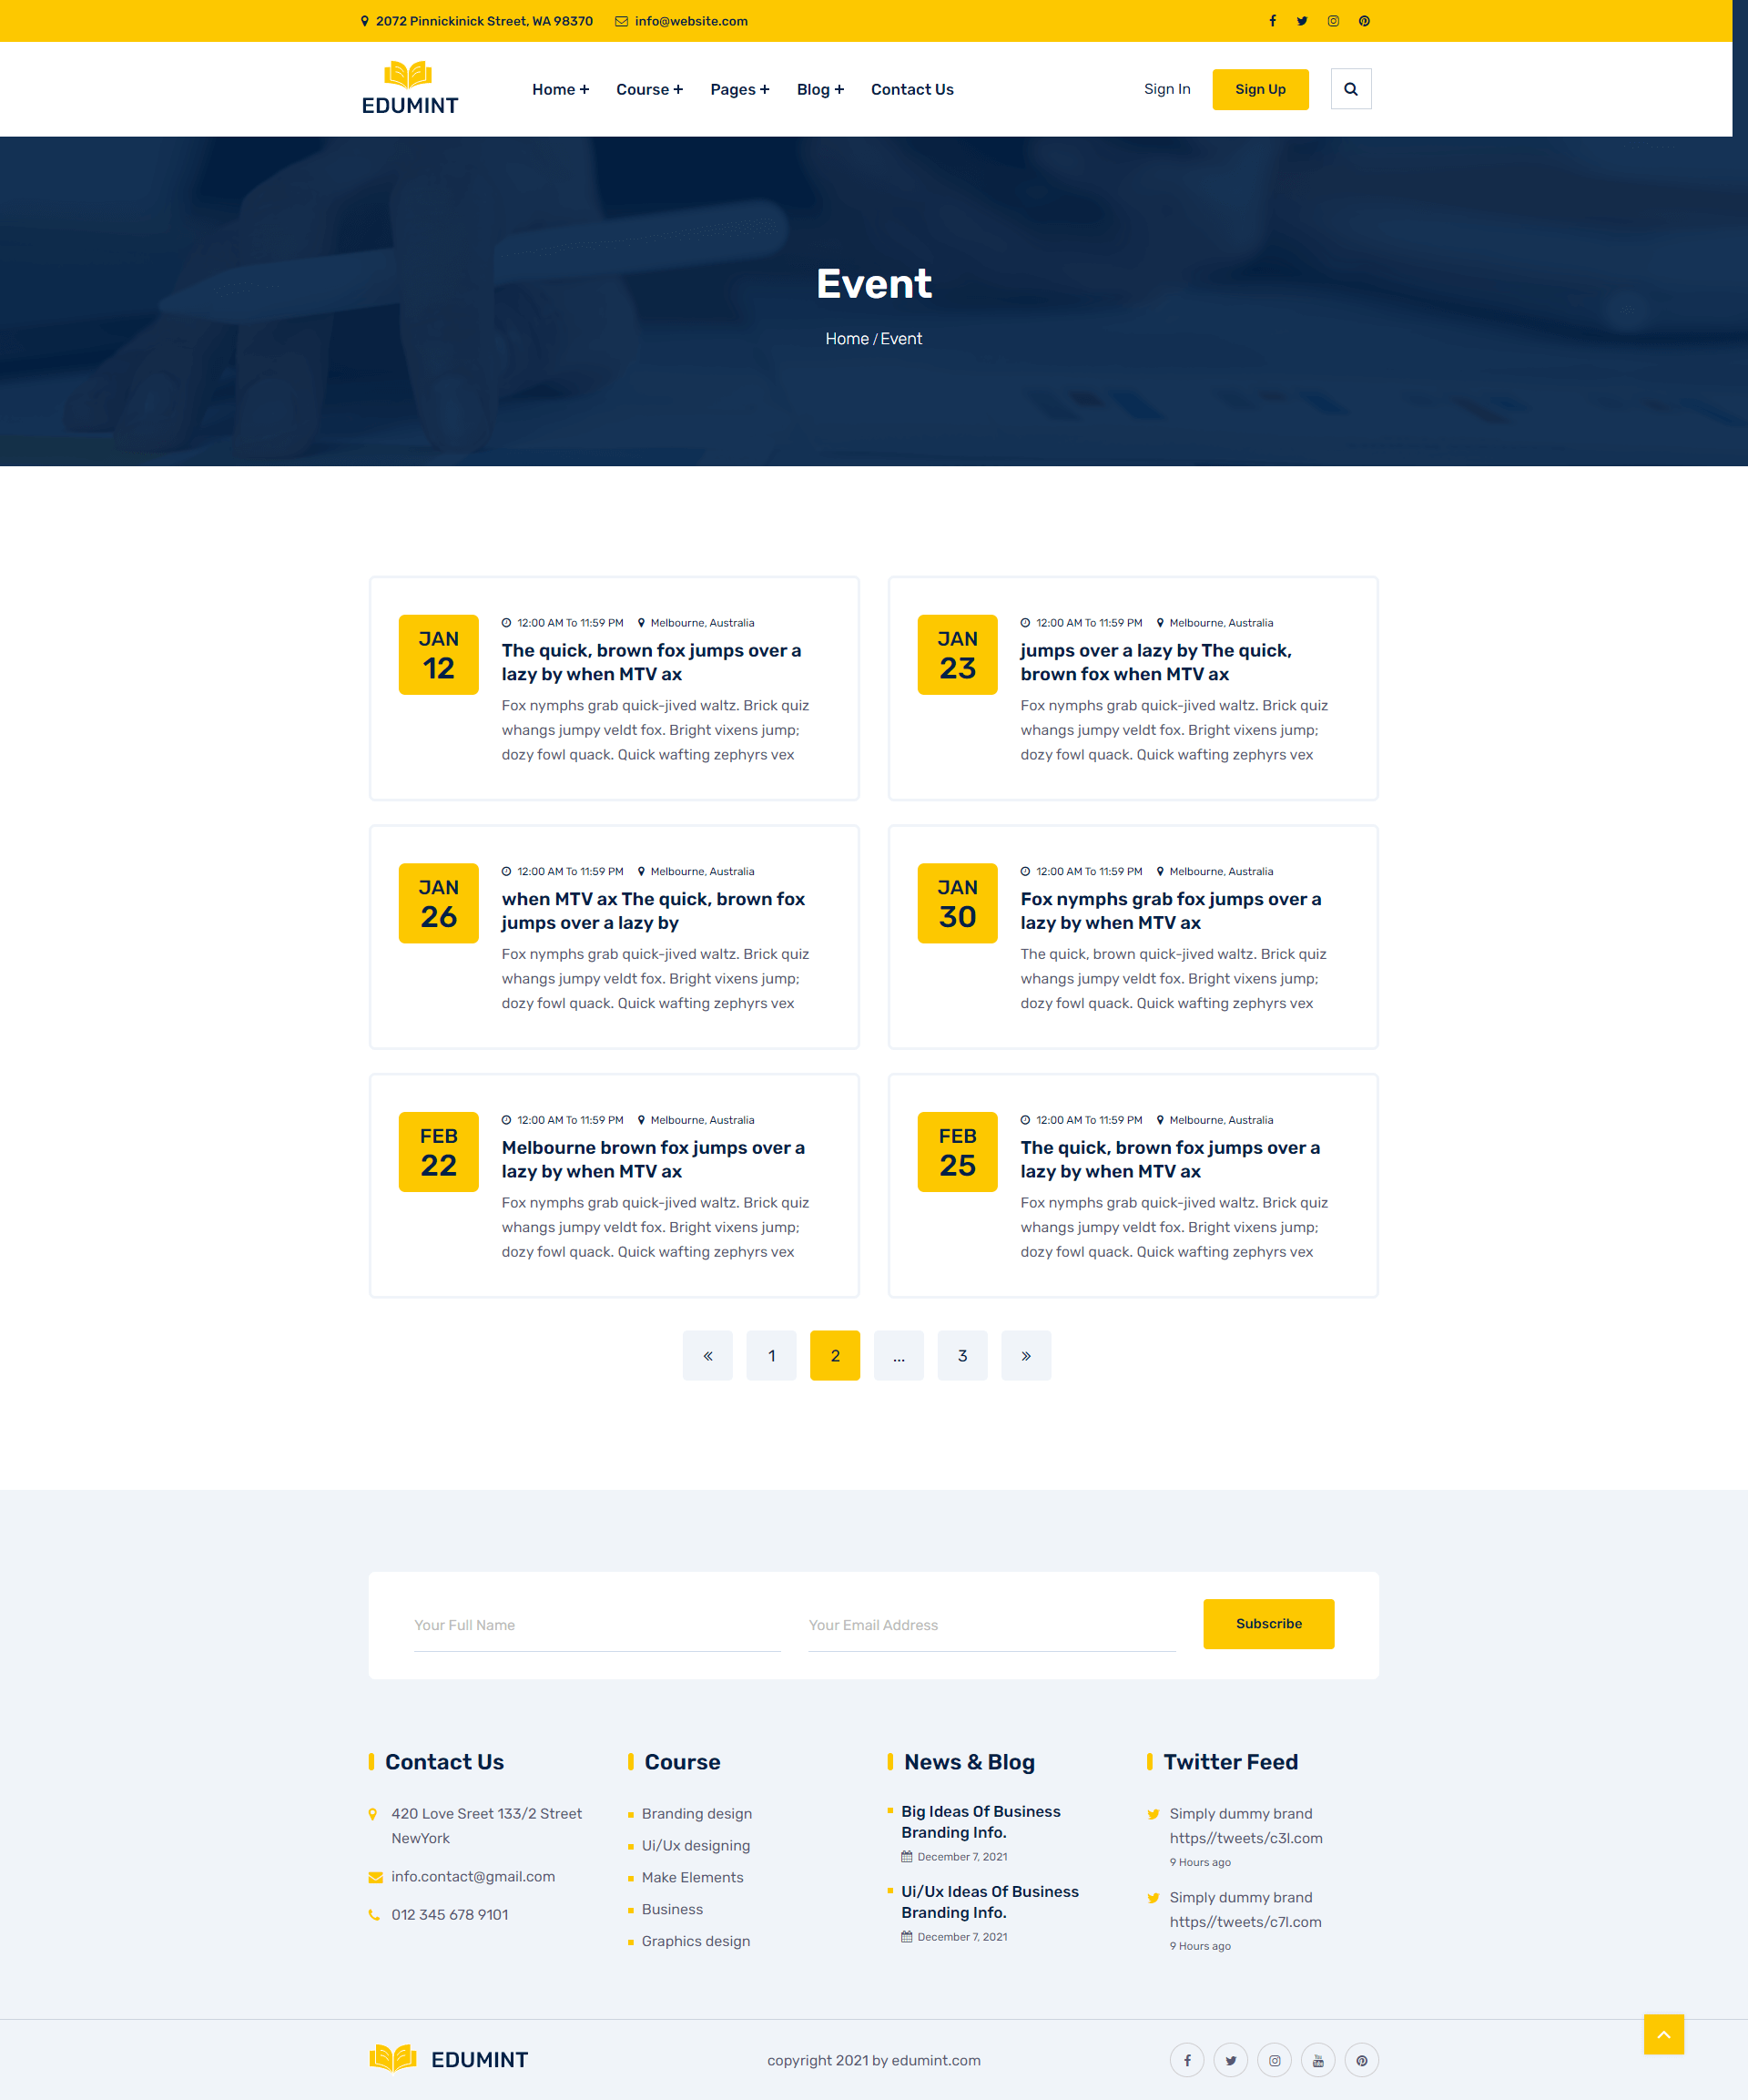 2072 Pinnickinick Street, WA 98370 info@website.com
EDUMINT
Home + Course + Pages + Blog + Contact Us
Sign In Sign Up
Event
Home / Event
JAN
12
12:00 AM To 11:59 PM Melbourne, Australia
The quick, brown fox jumps over a
lazy by when MTV ax
Fox nymphs grab quick-jived waltz. Brick quiz
whangs jumpy veldt fox. Bright vixens jump;
dozy fowl quack. Quick wafting zephyrs vex
JAN
23
12:00 AM To 11:59 PM Melbourne, Australia
jumps over a lazy by The quick,
brown fox when MTV ax
Fox nymphs grab quick-jived waltz. Brick quiz
whangs jumpy veldt fox. Bright vixens jump;
dozy fowl quack. Quick wafting zephyrs vex
JAN
26
12:00 AM To 11:59 PM Melbourne, Australia
when MTV ax The quick, brown fox
jumps over a lazy by
Fox nymphs grab quick-jived waltz. Brick quiz
whangs jumpy veldt fox. Bright vixens jump;
dozy fowl quack. Quick wafting zephyrs vex
JAN
30
12:00 AM To 11:59 PM Melbourne, Australia
Fox nymphs grab fox jumps over a
lazy by when MTV ax
The quick, brown quick-jived waltz. Brick quiz
whangs jumpy veldt fox. Bright vixens jump;
dozy fowl quack. Quick wafting zephyrs vex
FEB
22
12:00 AM To 11:59 PM Melbourne, Australia
Melbourne brown fox jumps over a
lazy by when MTV ax
Fox nymphs grab quick-jived waltz. Brick quiz
whangs jumpy veldt fox. Bright vixens jump;
dozy fowl quack. Quick wafting zephyrs vex
FEB
25
12:00 AM To 11:59 PM Melbourne, Australia
The quick, brown fox jumps over a
lazy by when MTV ax
Fox nymphs grab quick-jived waltz. Brick quiz
whangs jumpy veldt fox. Bright vixens jump;
dozy fowl quack. Quick wafting zephyrs vex
« 1 2 ... 3 »
Your Full Name Your Email Address Subscribe
Contact Us
420 Love Sreet 133/2 Street
NewYork
info.contact@gmail.com
012 345 678 9101
Course
Branding design
Ui/Ux designing
Make Elements
Business
Graphics design
News & Blog
Big Ideas Of Business
Branding Info.
December 7, 2021
Ui/Ux Ideas Of Business
Branding Info.
December 7, 2021
Twitter Feed
Simply dummy brand
https//tweets/c3l.com
9 Hours ago
Simply dummy brand
https//tweets/c7l.com
9 Hours ago
EDUMINT
copyright 2021 by edumint.com